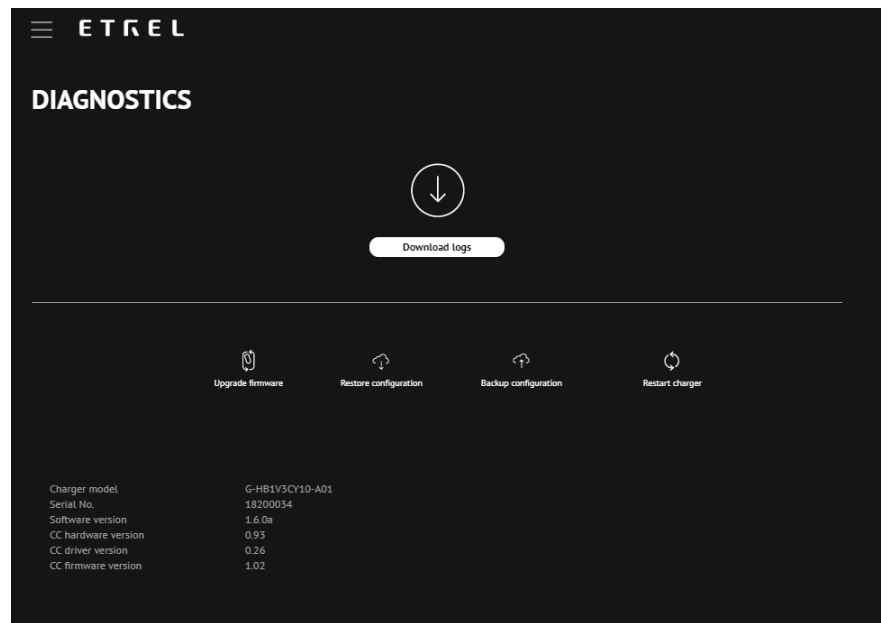 ETREL
DIAGNOSTICS
Download logs
Upgrade firmware Restore configuration Backup configuration Restart charger
Charger model G-HB1V3CY10-A01
Serial No. 18200034
Software version 1.6.0a
CC hardware version 0.93
CC driver version 0.26
CC firmware version 1.02